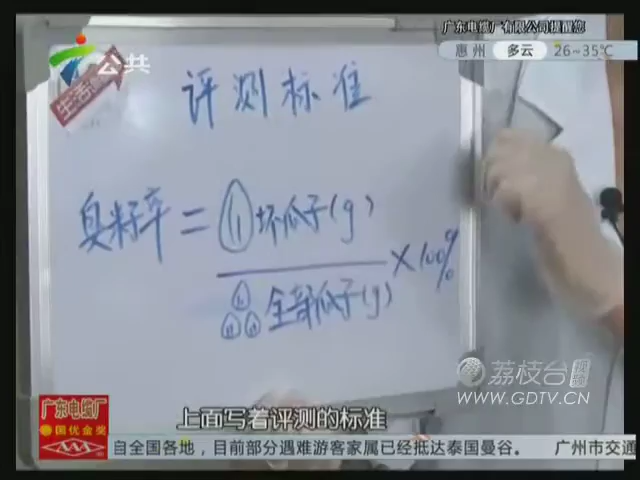 广东电缆厂有限公司提醒您
惠州 多云 26~35℃
公共
生活
评测标准
臭籽率 = 坏瓜子(g)
全部瓜子(g)
×100%
荔枝台 视频
www.GDTV.CN
广东电缆厂
国优金奖
AAA
上面写着评测的标准
自全国各地，目前部分遇难游客家属已经抵达泰国曼谷。 广州市交通